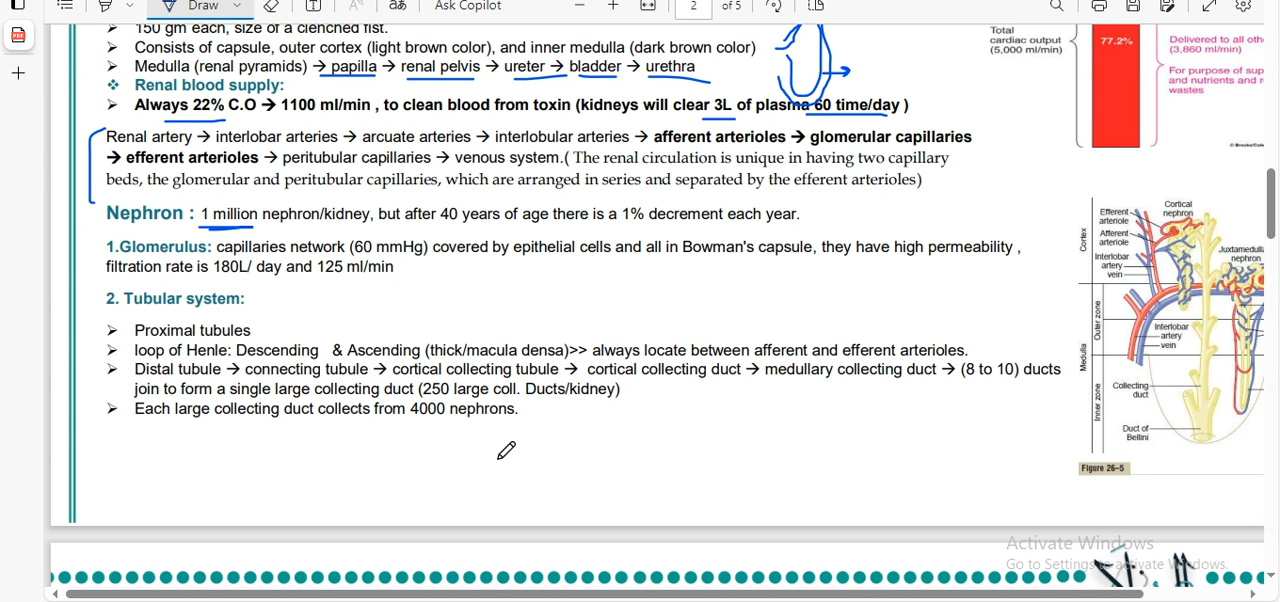 Draw
Ask Copilot
2 of 5
150 gm each, size of a clenched fist.
Consists of capsule, outer cortex (light brown color), and inner medulla (dark brown color)
Medulla (renal pyramids) → papilla → renal pelvis → ureter → bladder → urethra
Renal blood supply:
Always 22% C.O → 1100 ml/min , to clean blood from toxin (kidneys will clear 3L of plasma 60 time/day )
Renal artery → interlobar arteries → arcuate arteries → interlobular arteries → afferent arterioles → glomerular capillaries
→ efferent arterioles → peritubular capillaries → venous system.( The renal circulation is unique in having two capillary
beds, the glomerular and peritubular capillaries, which are arranged in series and separated by the efferent arterioles)
Nephron : 1 million nephron/kidney, but after 40 years of age there is a 1% decrement each year.
1.Glomerulus: capillaries network (60 mmHg) covered by epithelial cells and all in Bowman's capsule, they have high permeability ,
filtration rate is 180L/ day and 125 ml/min
2. Tubular system:
Proximal tubules
loop of Henle: Descending & Ascending (thick/macula densa)>> always locate between afferent and efferent arterioles.
Distal tubule → connecting tubule → cortical collecting tubule → cortical collecting duct → medullary collecting duct → (8 to 10) ducts
join to form a single large collecting duct (250 large coll. Ducts/kidney)
Each large collecting duct collects from 4000 nephrons.
Total
cardiac output
(5,000 ml/min)
77.2%
Delivered to all oth
(3,860 ml/min)
For purpose of sup
and nutrients and r
wastes
Cortical
nephron
Efferent
arteriole
Afferent
arteriole
Interlobar
artery
vein
Juxtamedulla
nephron
Cortex
Medulla
Outer zone
Inner zone
Interlobar
artery
vein
Collecting
duct
Duct of
Bellini
Figure 26-5
Activate Windows
Go to Settings to activate Windows.